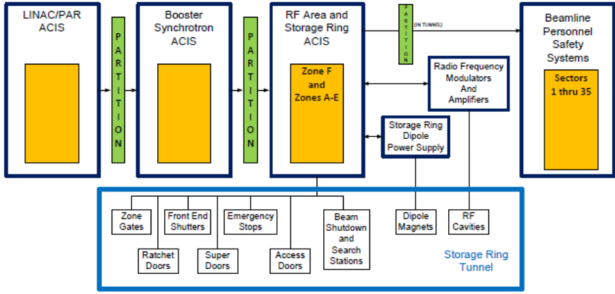 LINAC/PAR
ACIS
PARTITION
Booster
Synchrotron
ACIS
PARTITION
RF Area and
Storage Ring
ACIS
Zone F
and
Zones A-E
PARTITION
(IN TUNNEL)
Beamline
Personnel
Safety
Systems
Sectors
1 thru 35
Radio Frequency
Modulators
And
Amplifiers
Storage Ring
Dipole
Power Supply
Zone
Gates
Front End
Shutters
Emergency
Stops
Beam
Shutdown
and
Search
Stations
Dipole
Magnets
RF
Cavities
Ratchet
Doors
Super
Doors
Access
Doors
Storage Ring
Tunnel